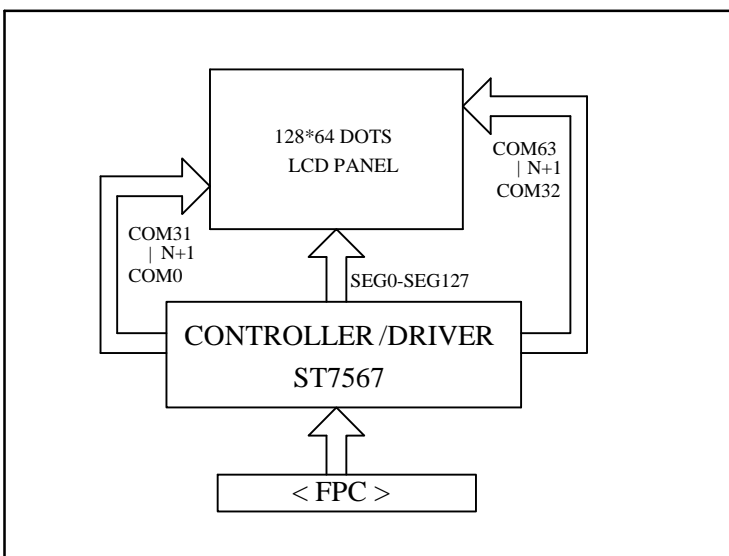 128*64 DOTS
LCD PANEL
COM63
| N+1
COM32
COM31
| N+1
COM0
SEG0-SEG127
CONTROLLER /DRIVER
ST7567
< FPC >